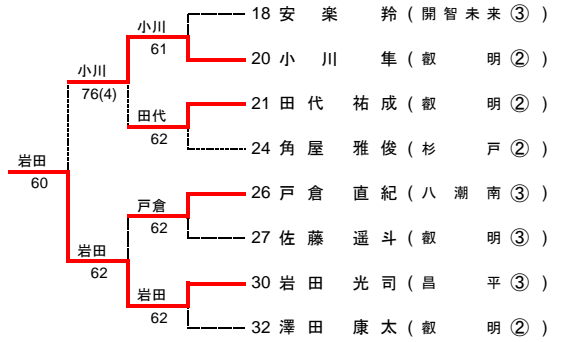 18 安 楽 羚 ( 開 智 未 来 ③ )
小川
61
20 小 川 隼 ( 叡 明 ② )
小川
76(4)
21 田 代 祐 成 ( 叡 明 ② )
田代
62
24 角 屋 雅 俊 ( 杉 戸 ② )
岩田
60
26 戸 倉 直 紀 ( 八 潮 南 ③ )
戸倉
62
27 佐 藤 遥 斗 ( 叡 明 ③ )
岩田
62
30 岩 田 光 司 ( 昌 平 ③ )
岩田
62
32 澤 田 康 太 ( 叡 明 ② )